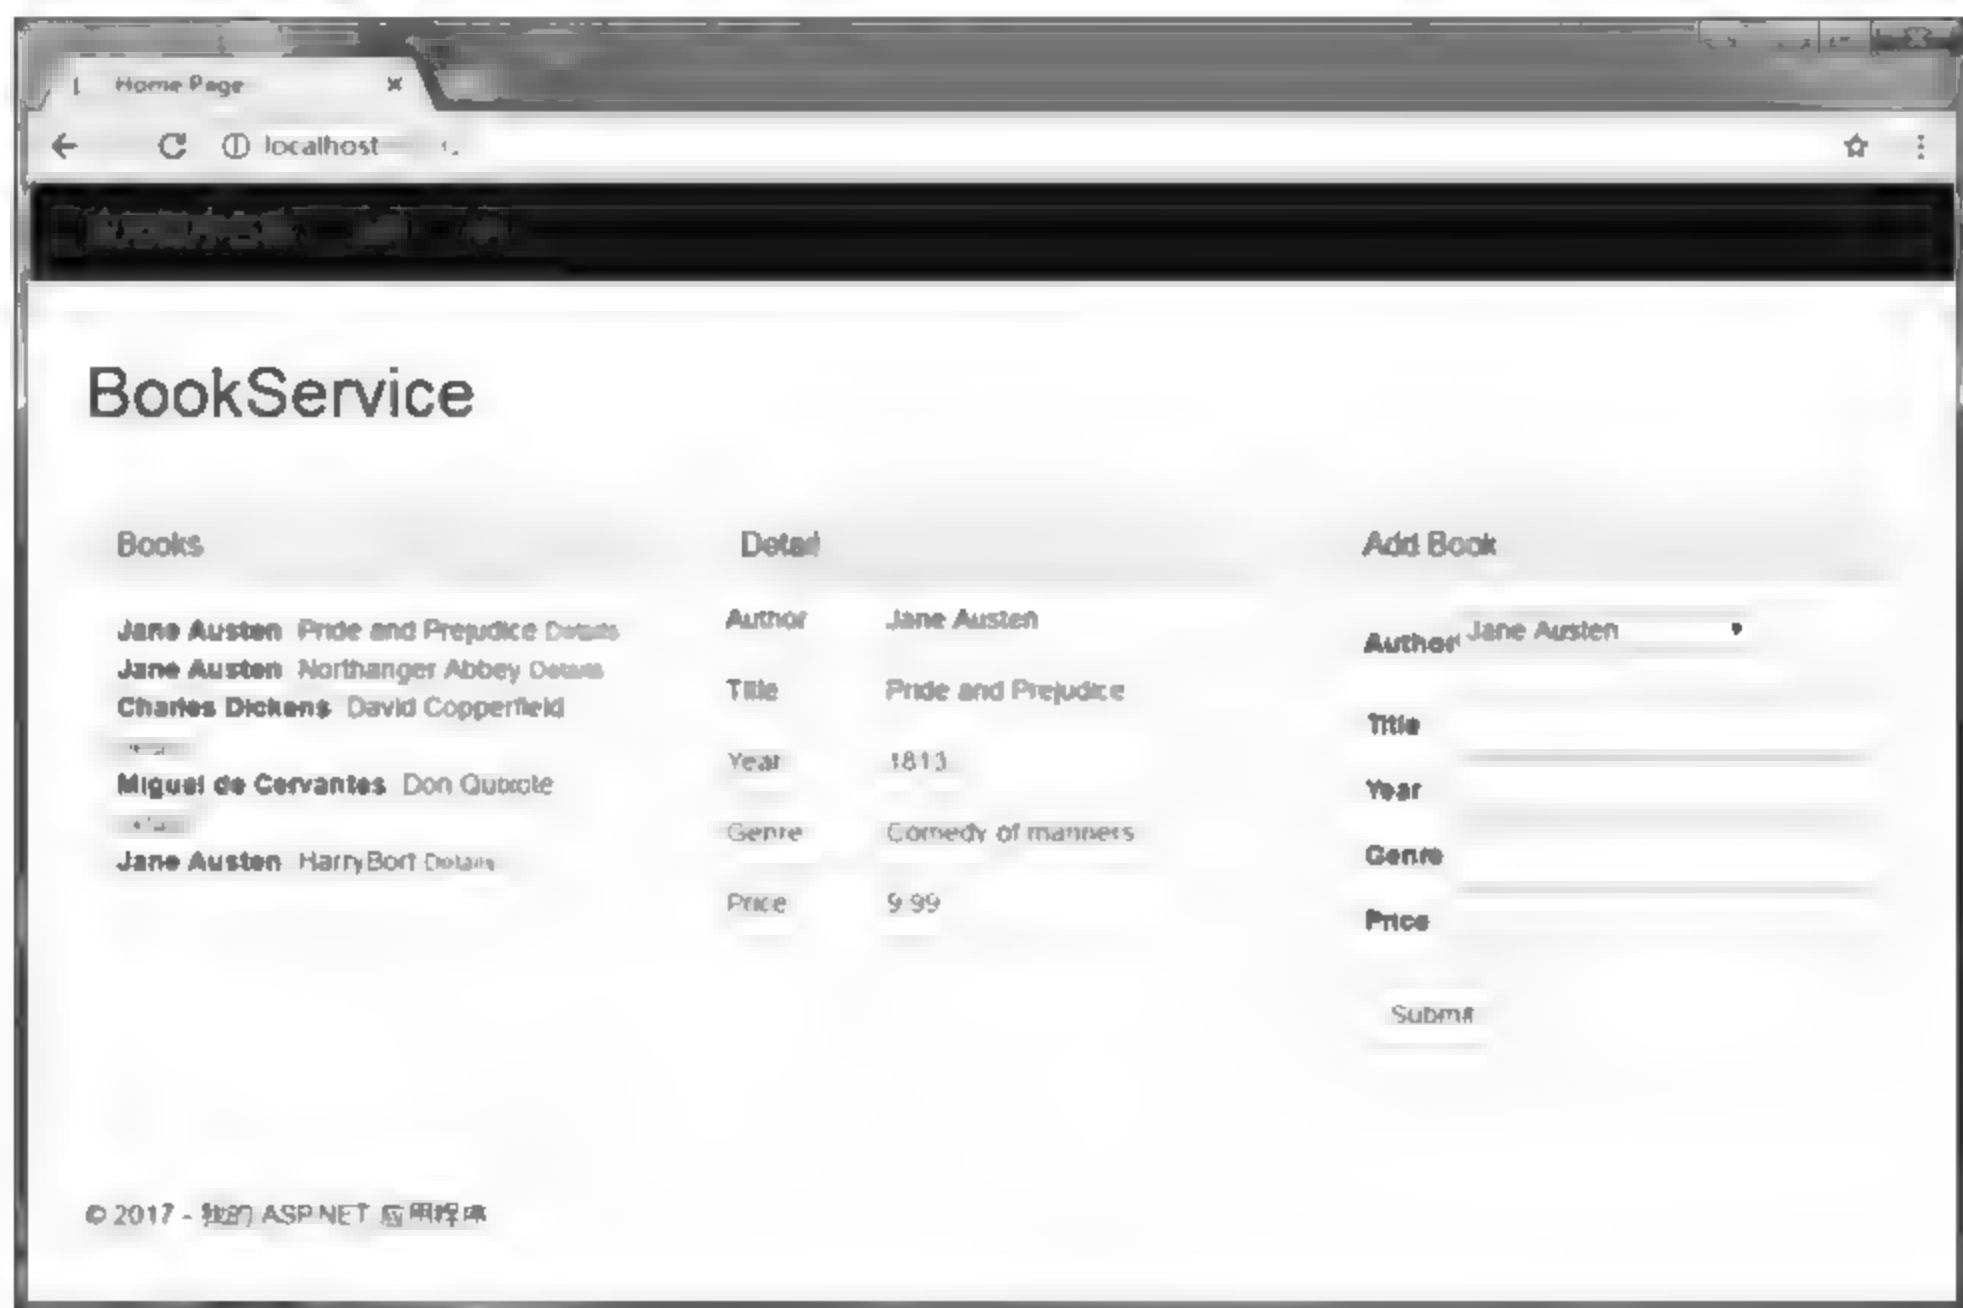 Home Page
localhost
BookService
Books
Jane Austen Pride and Prejudice Details
Jane Austen Northanger Abbey Details
Charles Dickens David Copperfield
Miguel de Cervantes Don Quixote
Jane Austen HarryBort Details
Detail
Author Jane Austen
Title Pride and Prejudice
Year 1813
Genre Comedy of manners
Price 9.99
Add Book
Author Jane Austen
Title
Year
Genre
Price
Submit
© 2017 - 我的 ASP.NET 应用程序